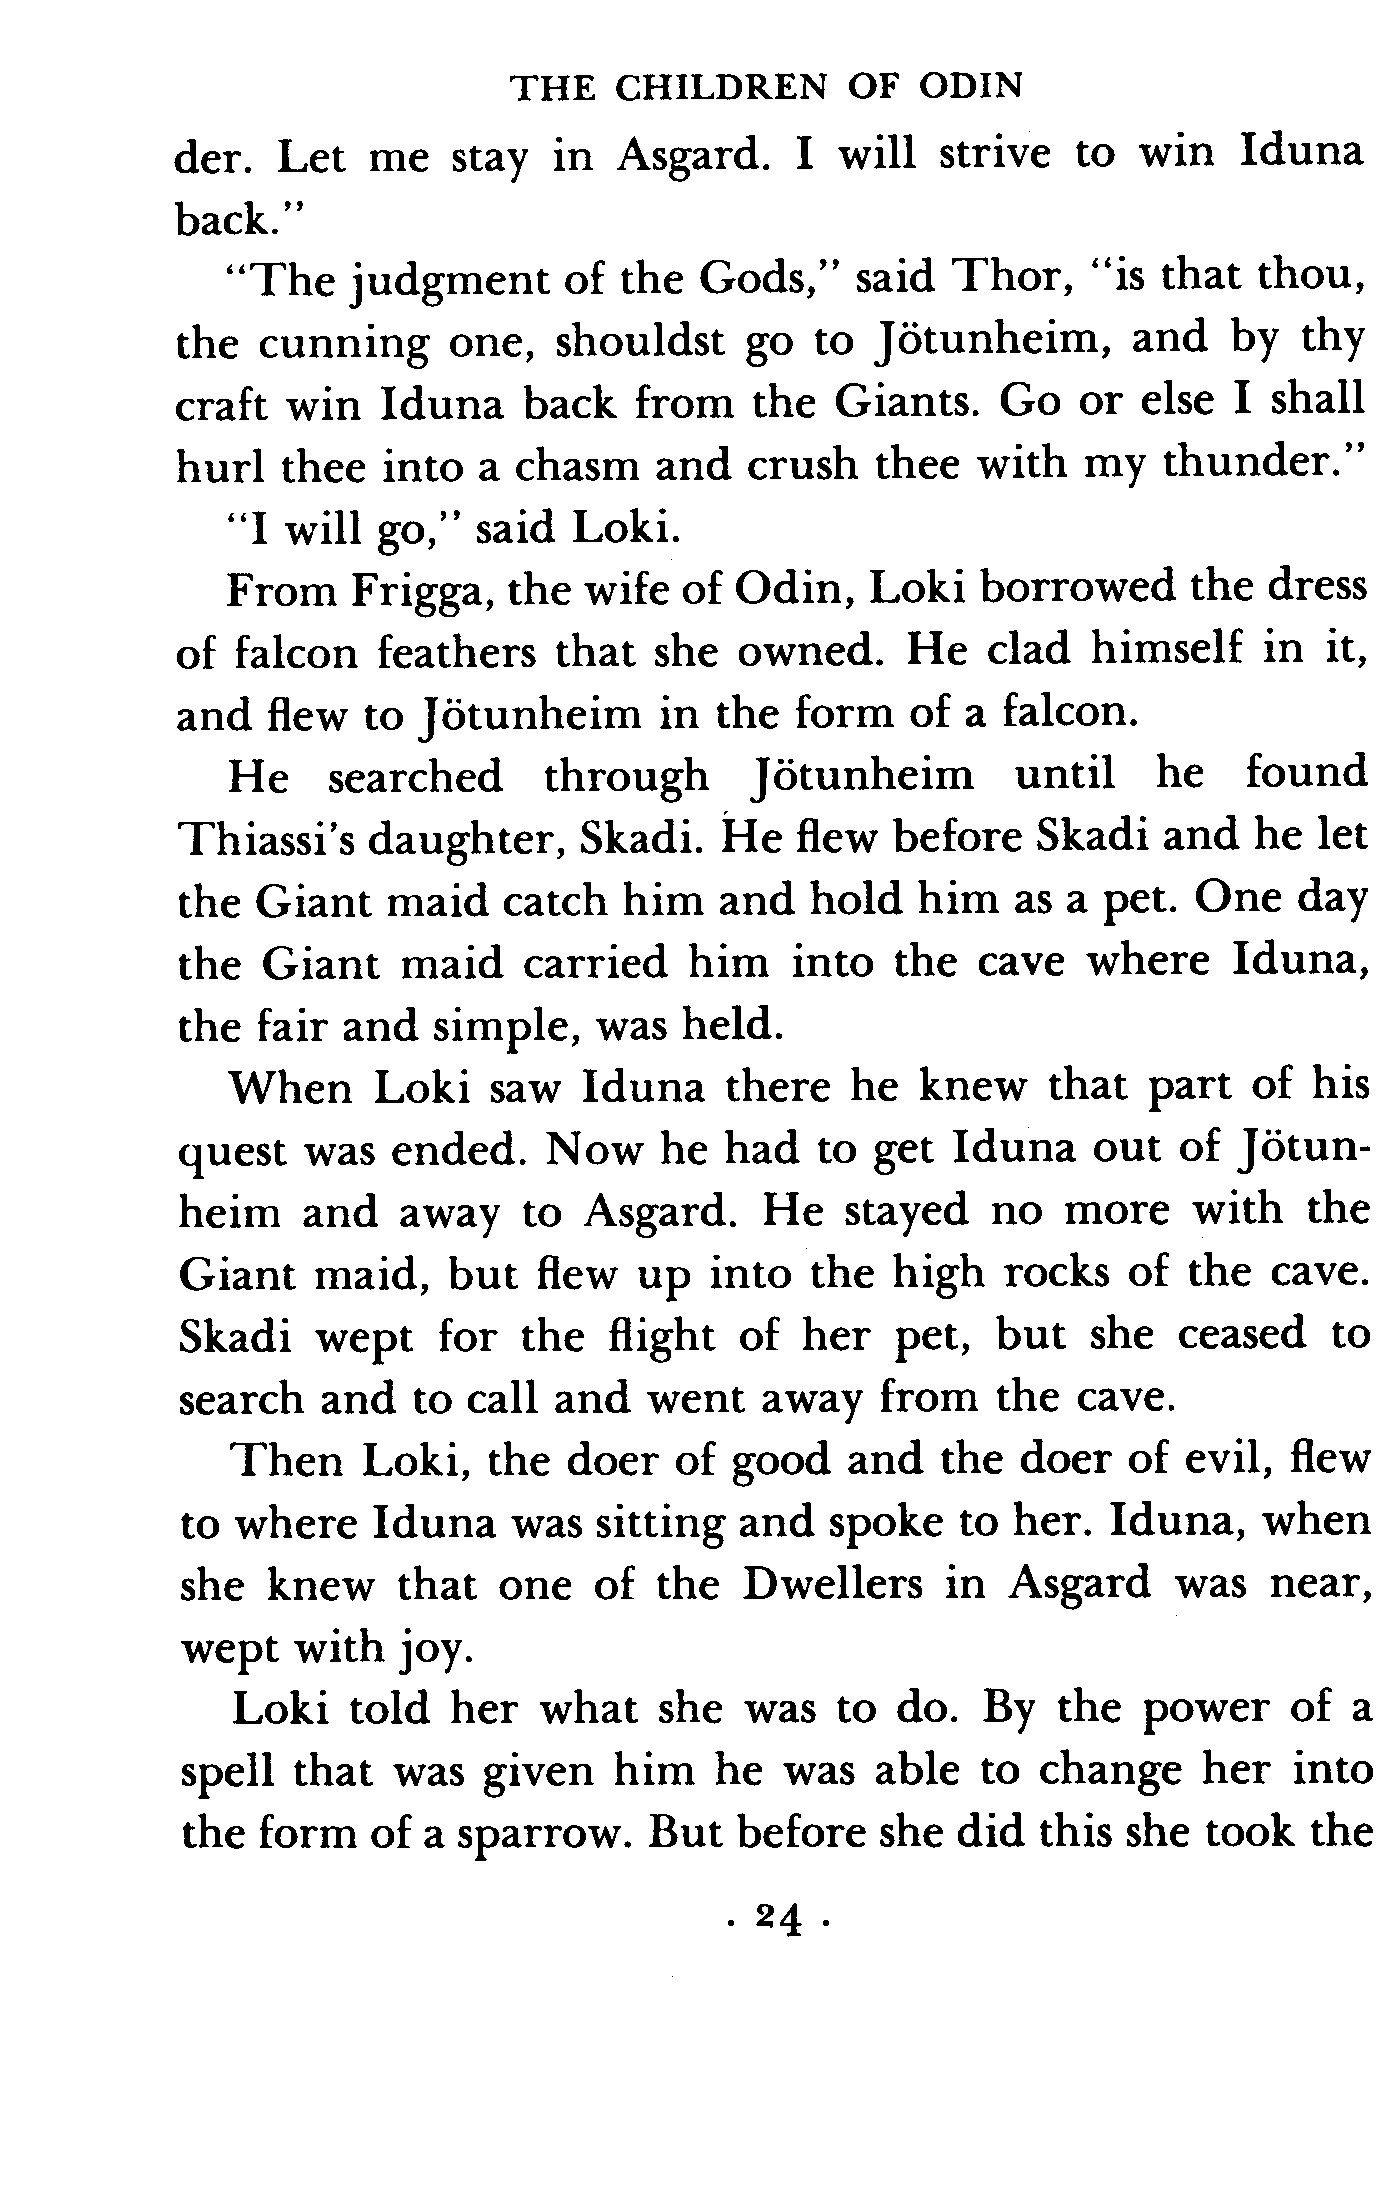 THE CHILDREN OF ODIN
der. Let me stay in Asgard. I will strive to win Iduna
back.”
“The judgment of the Gods,” said Thor, “is that thou,
the cunning one, shouldst go to Jötunheim, and by thy
craft win Iduna back from the Giants. Go or else I shall
hurl thee into a chasm and crush thee with my thunder.”
“I will go,” said Loki.
From Frigga, the wife of Odin, Loki borrowed the dress
of falcon feathers that she owned. He clad himself in it,
and flew to Jötunheim in the form of a falcon.
He searched through Jötunheim until he found
Thiassi’s daughter, Skadi. He flew before Skadi and he let
the Giant maid catch him and hold him as a pet. One day
the Giant maid carried him into the cave where Iduna,
the fair and simple, was held.
When Loki saw Iduna there he knew that part of his
quest was ended. Now he had to get Iduna out of Jötun-
heim and away to Asgard. He stayed no more with the
Giant maid, but flew up into the high rocks of the cave.
Skadi wept for the flight of her pet, but she ceased to
search and to call and went away from the cave.
Then Loki, the doer of good and the doer of evil, flew
to where Iduna was sitting and spoke to her. Iduna, when
she knew that one of the Dwellers in Asgard was near,
wept with joy.
Loki told her what she was to do. By the power of a
spell that was given him he was able to change her into
the form of a sparrow. But before she did this she took the
· 24 ·